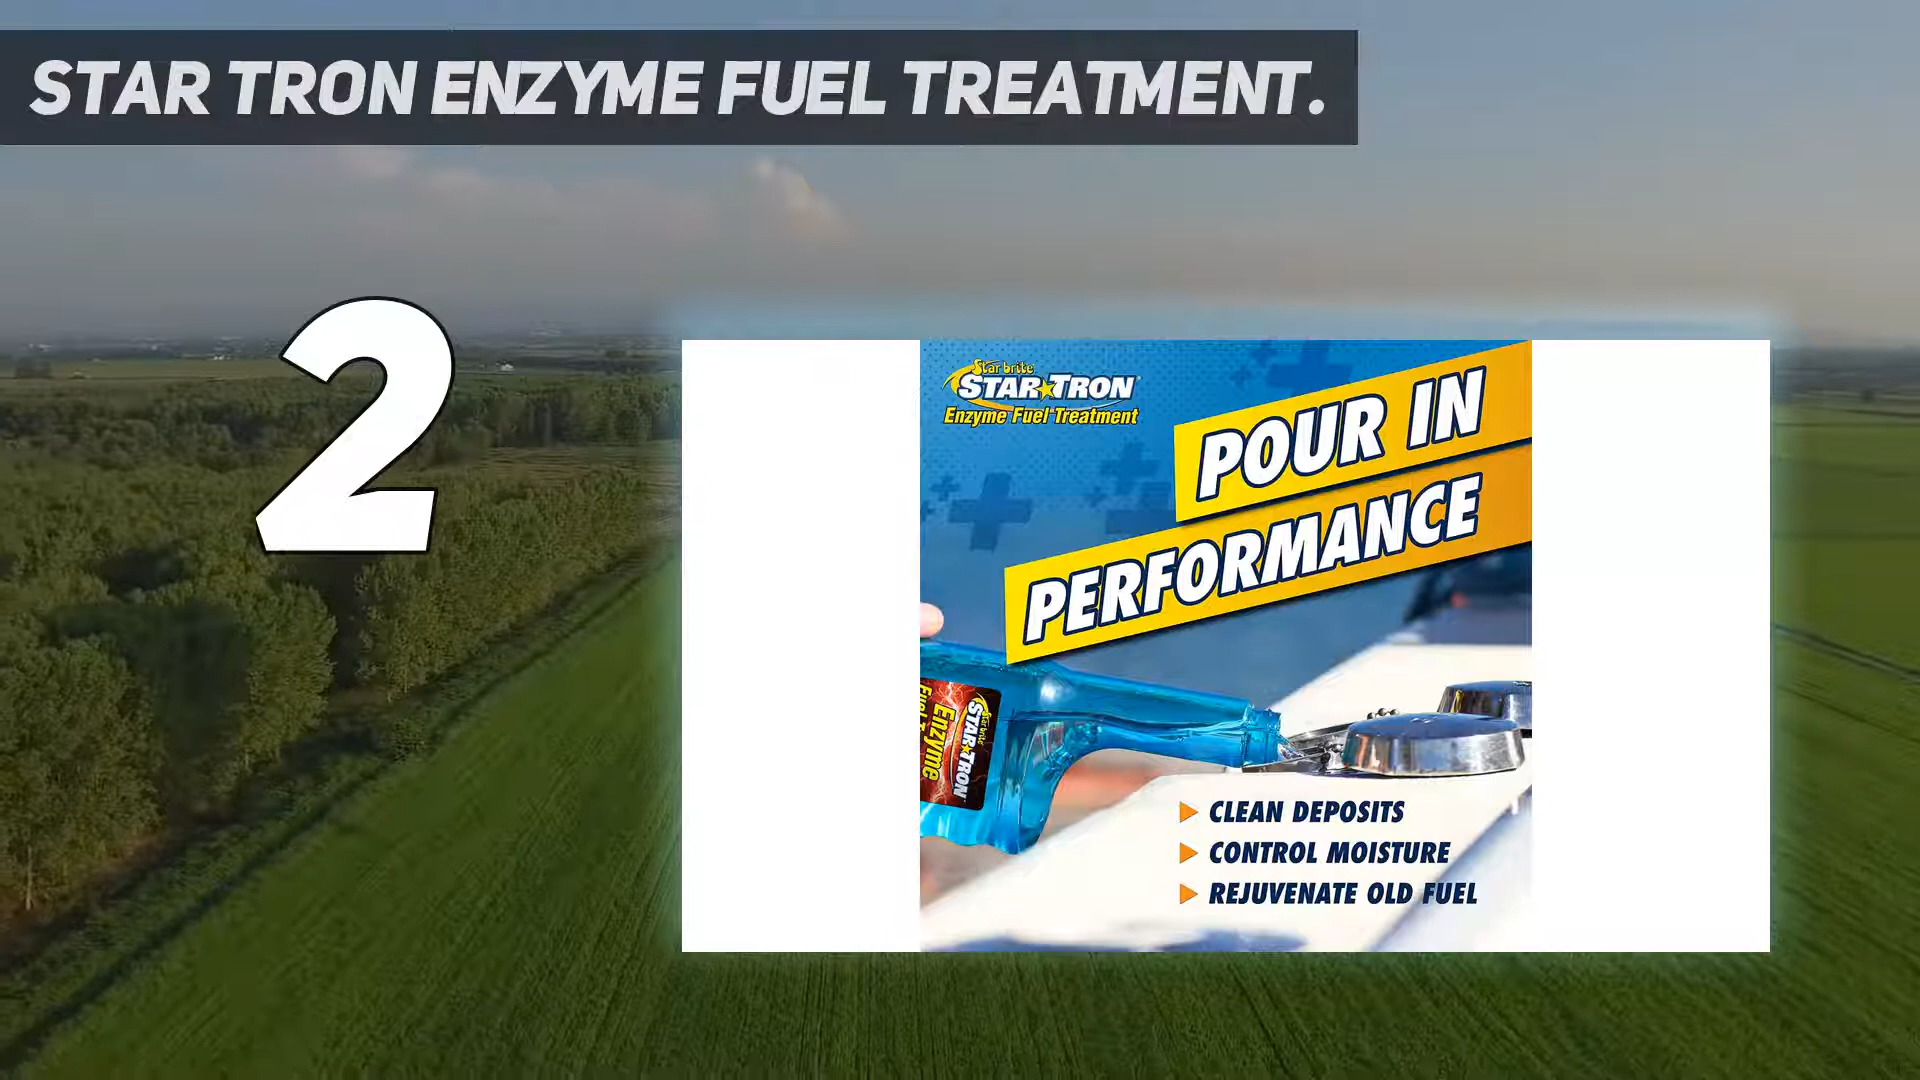 STAR TRON ENZYME FUEL TREATMENT.
2
Star brite
STAR TRON
Enzyme Fuel Treatment
POUR IN
PERFORMANCE
Star brite
STAR TRON
Enzyme
CLEAN DEPOSITS
CONTROL MOISTURE
REJUVENATE OLD FUEL